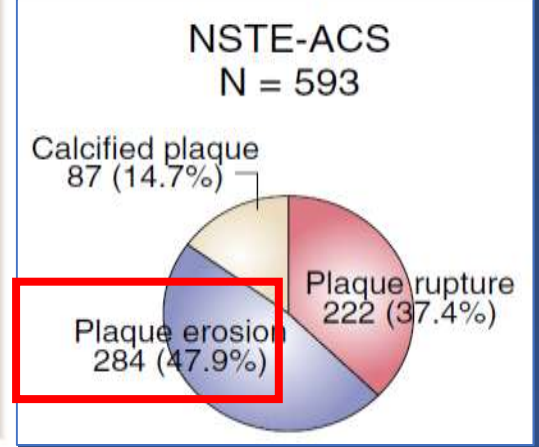 NSTE-ACS
N = 593
Calcified plaque
87 (14.7%)
Plaque rupture
222 (37.4%)
Plaque erosion
284 (47.9%)